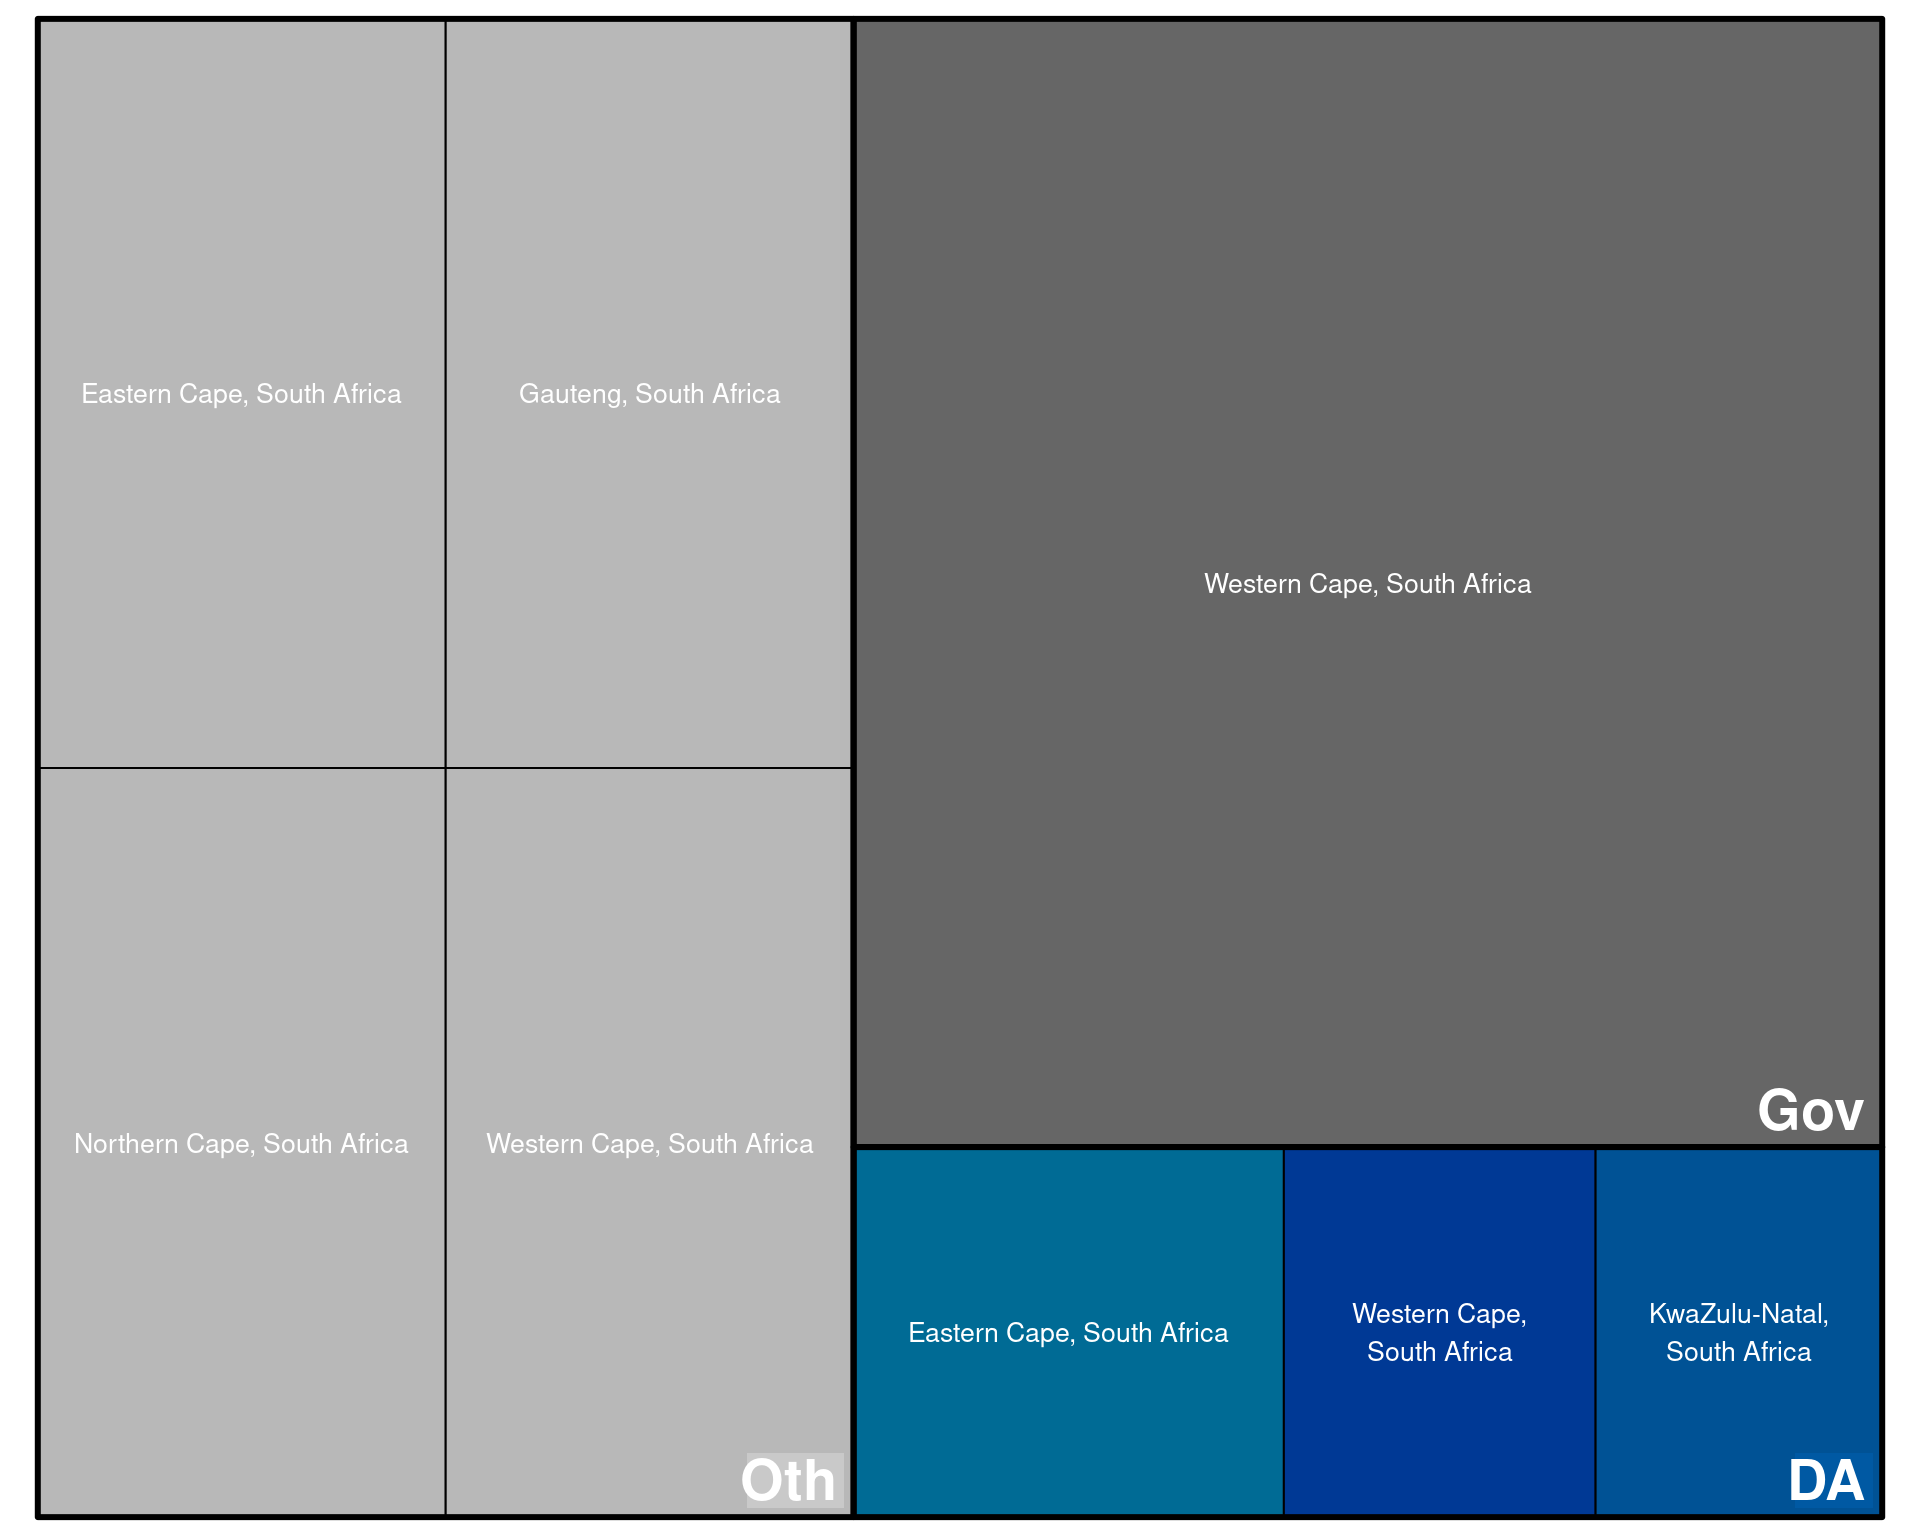 Eastern Cape, South Africa
Gauteng, South Africa
Northern Cape, South Africa
Western Cape, South Africa
Oth
Western Cape, South Africa
Gov
Eastern Cape, South Africa
Western Cape,
South Africa
KwaZulu-Natal,
South Africa
DA